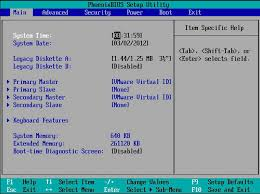 PhoenixBIOS Setup Utility
Main Advanced Security Power Boot Exit
System Time: [00:31:59]
System Date: [03/02/2012]
Legacy Diskette A: [1.44/1.25 MB 3½"]
Legacy Diskette B: [Disabled]
Primary Master [VMware Virtual ID]
Primary Slave [None]
Secondary Master [VMware Virtual ID]
Secondary Slave [None]
Keyboard Features
System Memory: 640 KB
Extended Memory: 261120 KB
Boot-time Diagnostic Screen: [Disabled]
Item Specific Help
<Tab>, <Shift-Tab>, or
<Enter> selects field.
F1 Help ↑↓ Select Item -/+ Change Values F9 Setup Defaults
Esc Exit ↔ Select Menu Enter Select ▸ Sub-Menu F10 Save and Exit